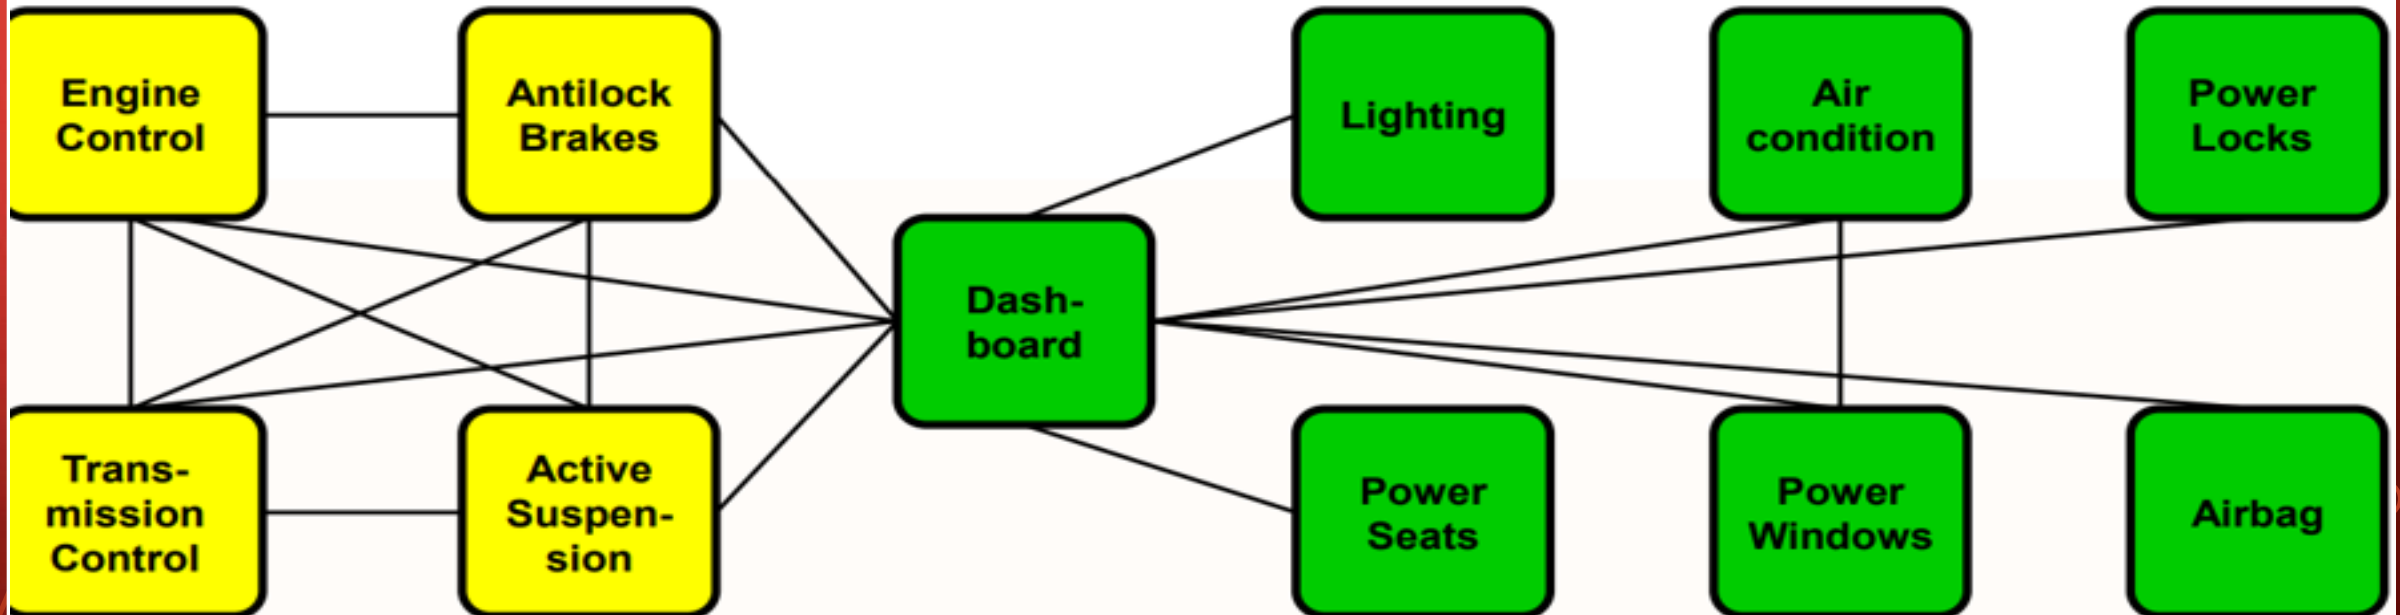 Engine
Control
Antilock
Brakes
Lighting
Air
condition
Power
Locks
Dash-
board
Trans-
mission
Control
Active
Suspen-
sion
Power
Seats
Power
Windows
Airbag